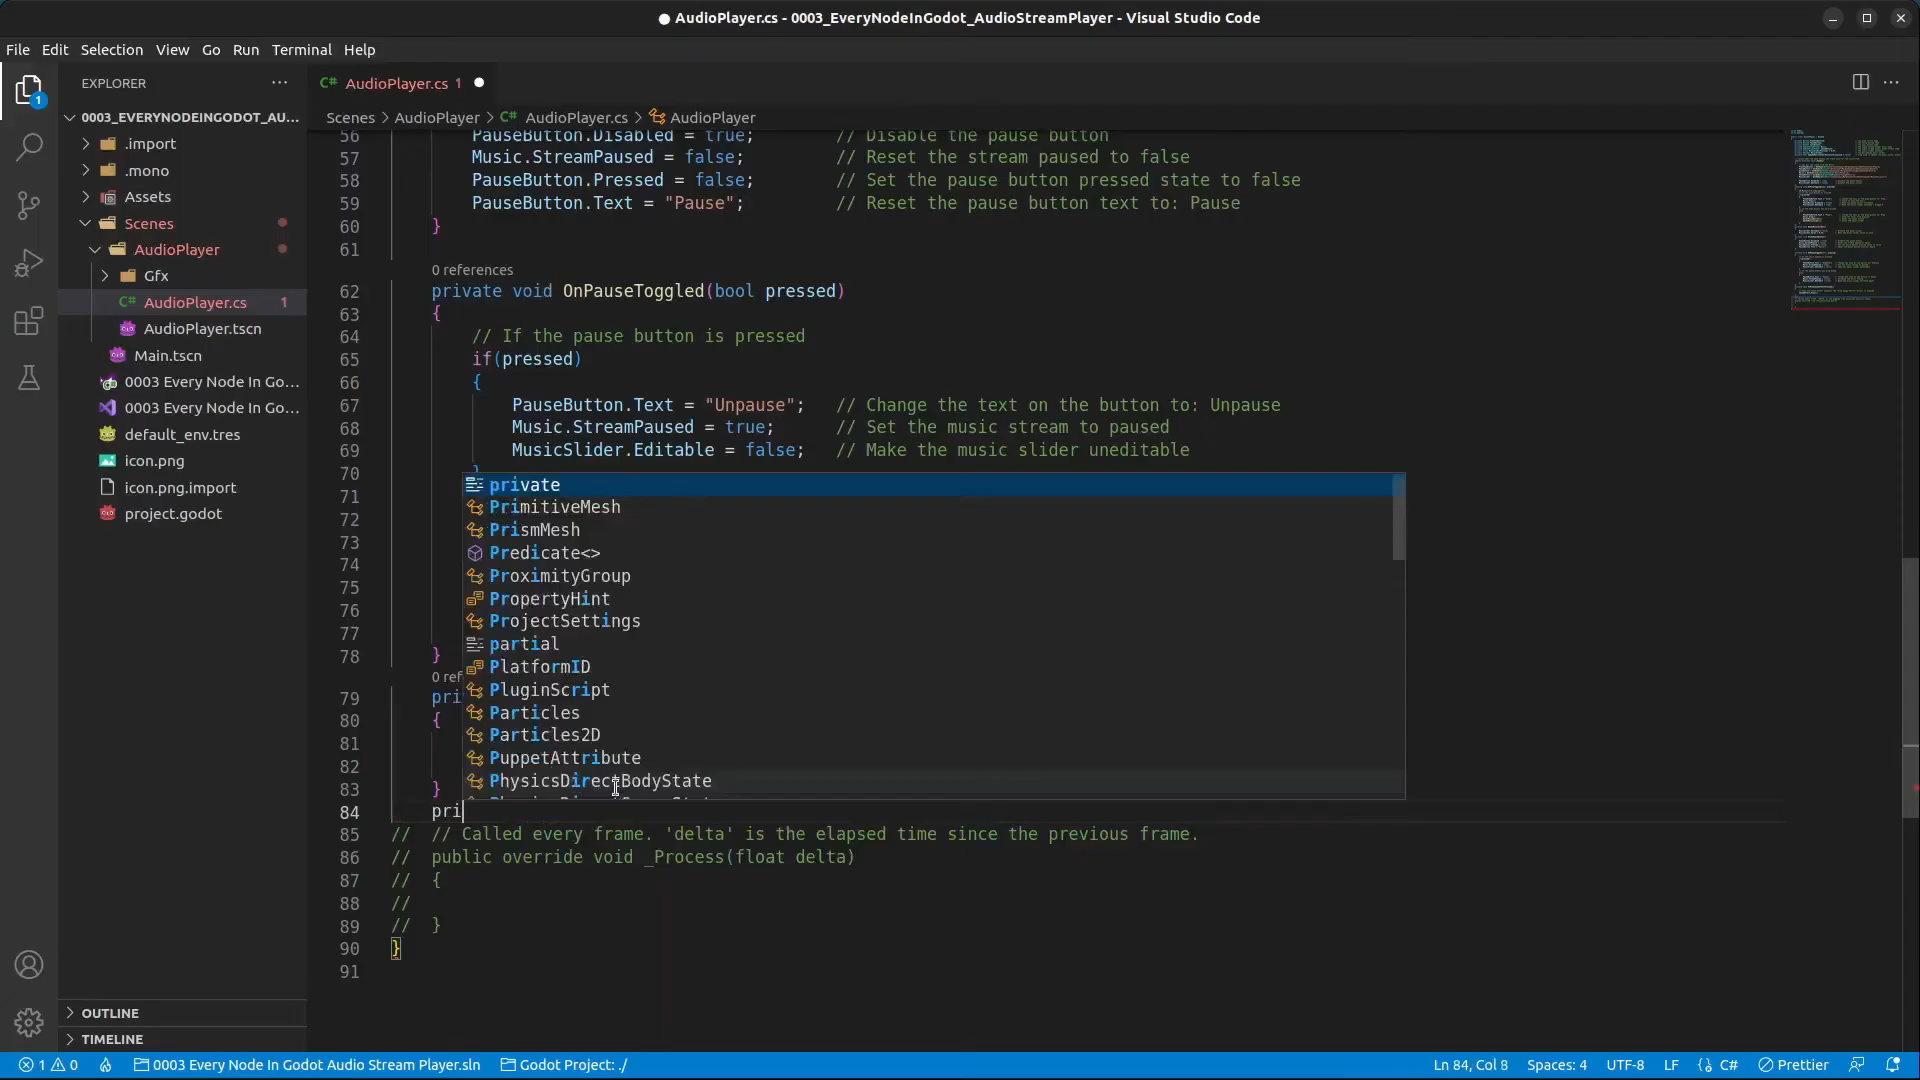 AudioPlayer.cs - 0003_EveryNodeInGodot_AudioStreamPlayer - Visual Studio Code
File Edit Selection View Go Run Terminal Help
EXPLORER
0003_EVERYNODEINGODOT_AU...
.import
.mono
Assets
Scenes
AudioPlayer
Gfx
C# AudioPlayer.cs 1
AudioPlayer.tscn
Main.tscn
0003 Every Node In Go...
0003 Every Node In Go...
default_env.tres
icon.png
icon.png.import
project.godot
OUTLINE
TIMELINE
1
C# AudioPlayer.cs 1
Scenes > AudioPlayer > C# AudioPlayer.cs > AudioPlayer
56 PauseButton.Disabled = true; // Disable the pause button
57 Music.StreamPaused = false; // Reset the stream paused to false
58 PauseButton.Pressed = false; // Set the pause button pressed state to false
59 PauseButton.Text = "Pause"; // Reset the pause button text to: Pause
60 }
61
0 references
62 private void OnPauseToggled(bool pressed)
63 {
64 // If the pause button is pressed
65 if(pressed)
66 {
67 PauseButton.Text = "Unpause"; // Change the text on the button to: Unpause
68 Music.StreamPaused = true; // Set the music stream to paused
69 MusicSlider.Editable = false; // Make the music slider uneditable
70 }
71
72
73
74
75
76
77
78 }
0 ref
79 pri
80 {
81
82
83 }
84 pri
85 // // Called every frame. 'delta' is the elapsed time since the previous frame.
86 // public override void _Process(float delta)
87 // {
88 //
89 // }
90 }
91
private
PrimitiveMesh
PrismMesh
Predicate<>
ProximityGroup
PropertyHint
ProjectSettings
partial
PlatformID
PluginScript
Particles
Particles2D
PuppetAttribute
PhysicsDirectBodyState
1 0 0003 Every Node In Godot Audio Stream Player.sln Godot Project: ./ Ln 84, Col 8 Spaces: 4 UTF-8 LF {} C# Prettier